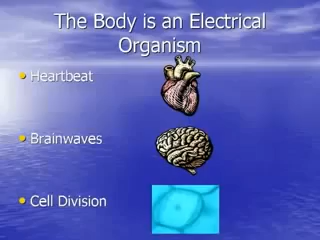 The Body is an Electrical
Organism
Heartbeat
Brainwaves
Cell Division